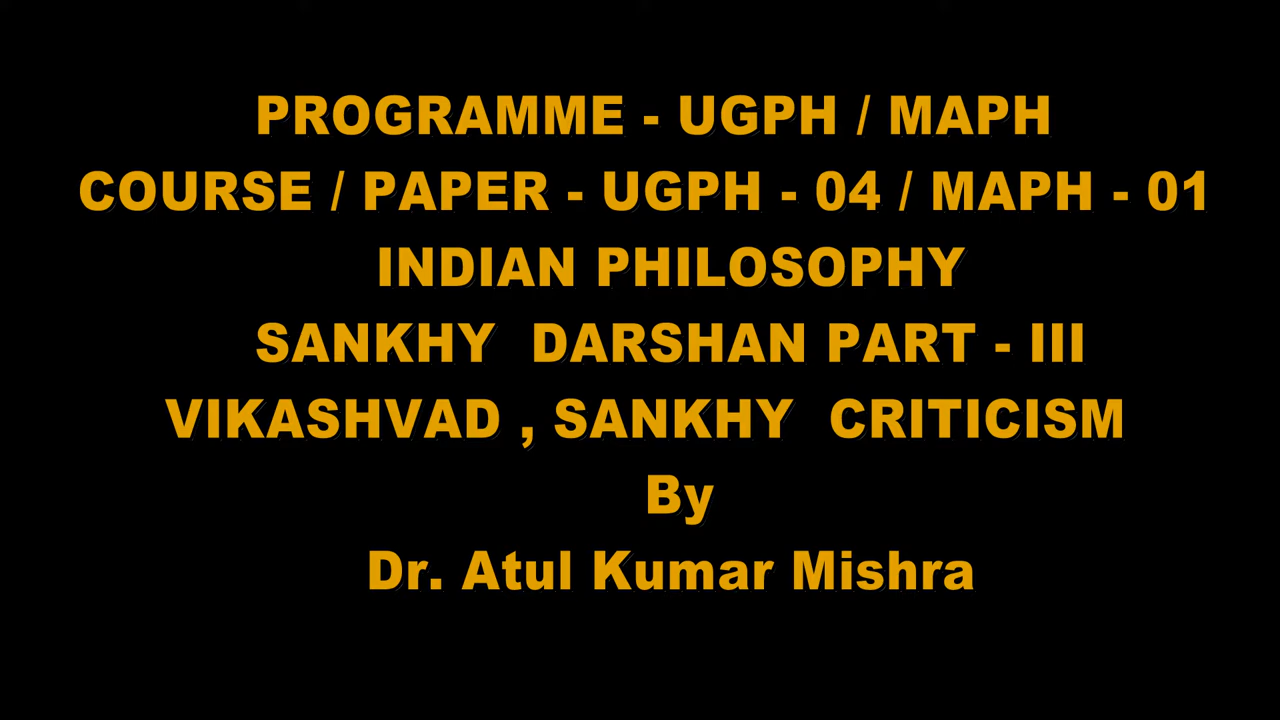 PROGRAMME - UGPH / MAPH
COURSE / PAPER - UGPH - 04 / MAPH - 01
INDIAN PHILOSOPHY
SANKHY DARSHAN PART - III
VIKASHVAD , SANKHY CRITICISM
By
Dr. Atul Kumar Mishra